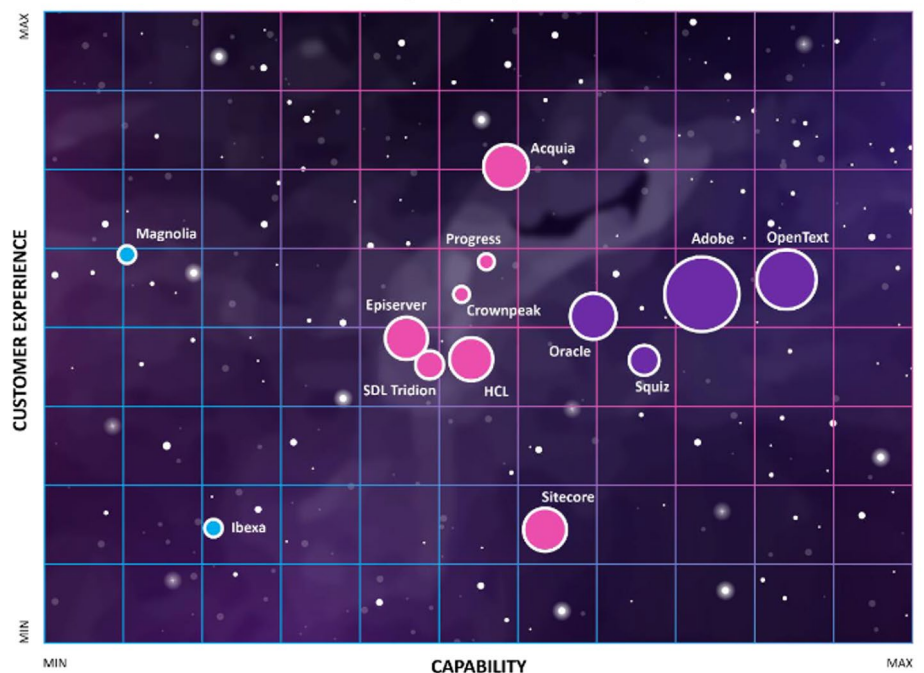 MAX
Acquia
Magnolia
Progress
Adobe
OpenText
Episerver
Crownpeak
Oracle
SDL Tridion
HCL
Squiz
Sitecore
Ibexa
CUSTOMER EXPERIENCE
MIN
MIN
CAPABILITY
MAX